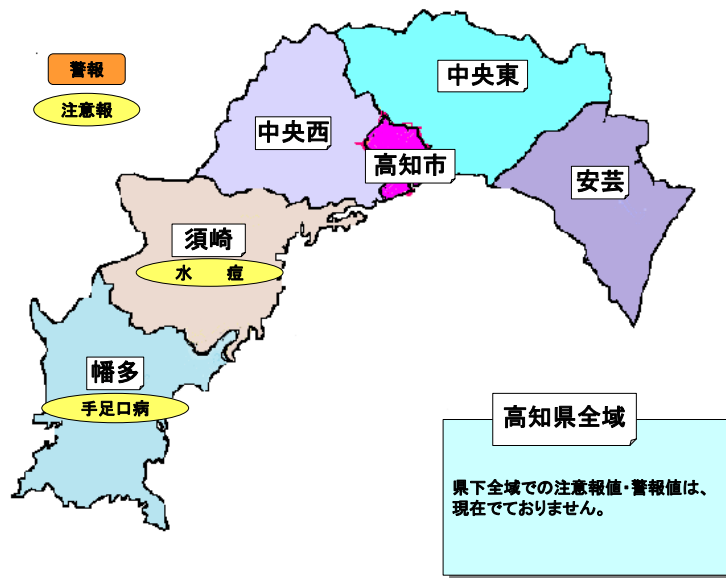 警報
注意報
中央東
中央西
高知市
安芸
須崎
水　痘
幡多
手足口病
高知県全域
県下全域での注意報値・警報値は、
現在でておりません。